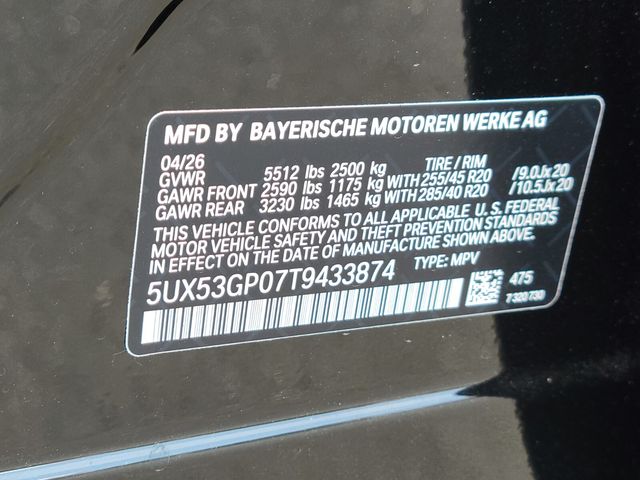 MFD BY BAYERISCHE MOTOREN WERKE AG
04/26 TIRE / RIM
GVWR 5512 lbs 2500 kg
GAWR FRONT 2590 lbs 1175 kg WITH 255/45 R20 /9.0Jx20
GAWR REAR 3230 lbs 1465 kg WITH 285/40 R20 /10.5Jx20
THIS VEHICLE CONFORMS TO ALL APPLICABLE U.S. FEDERAL
MOTOR VEHICLE SAFETY AND THEFT PREVENTION STANDARDS
IN EFFECT ON THE DATE OF MANUFACTURE SHOWN ABOVE.
5UX53GP07T9433874 TYPE: MPV
475
7 320 730